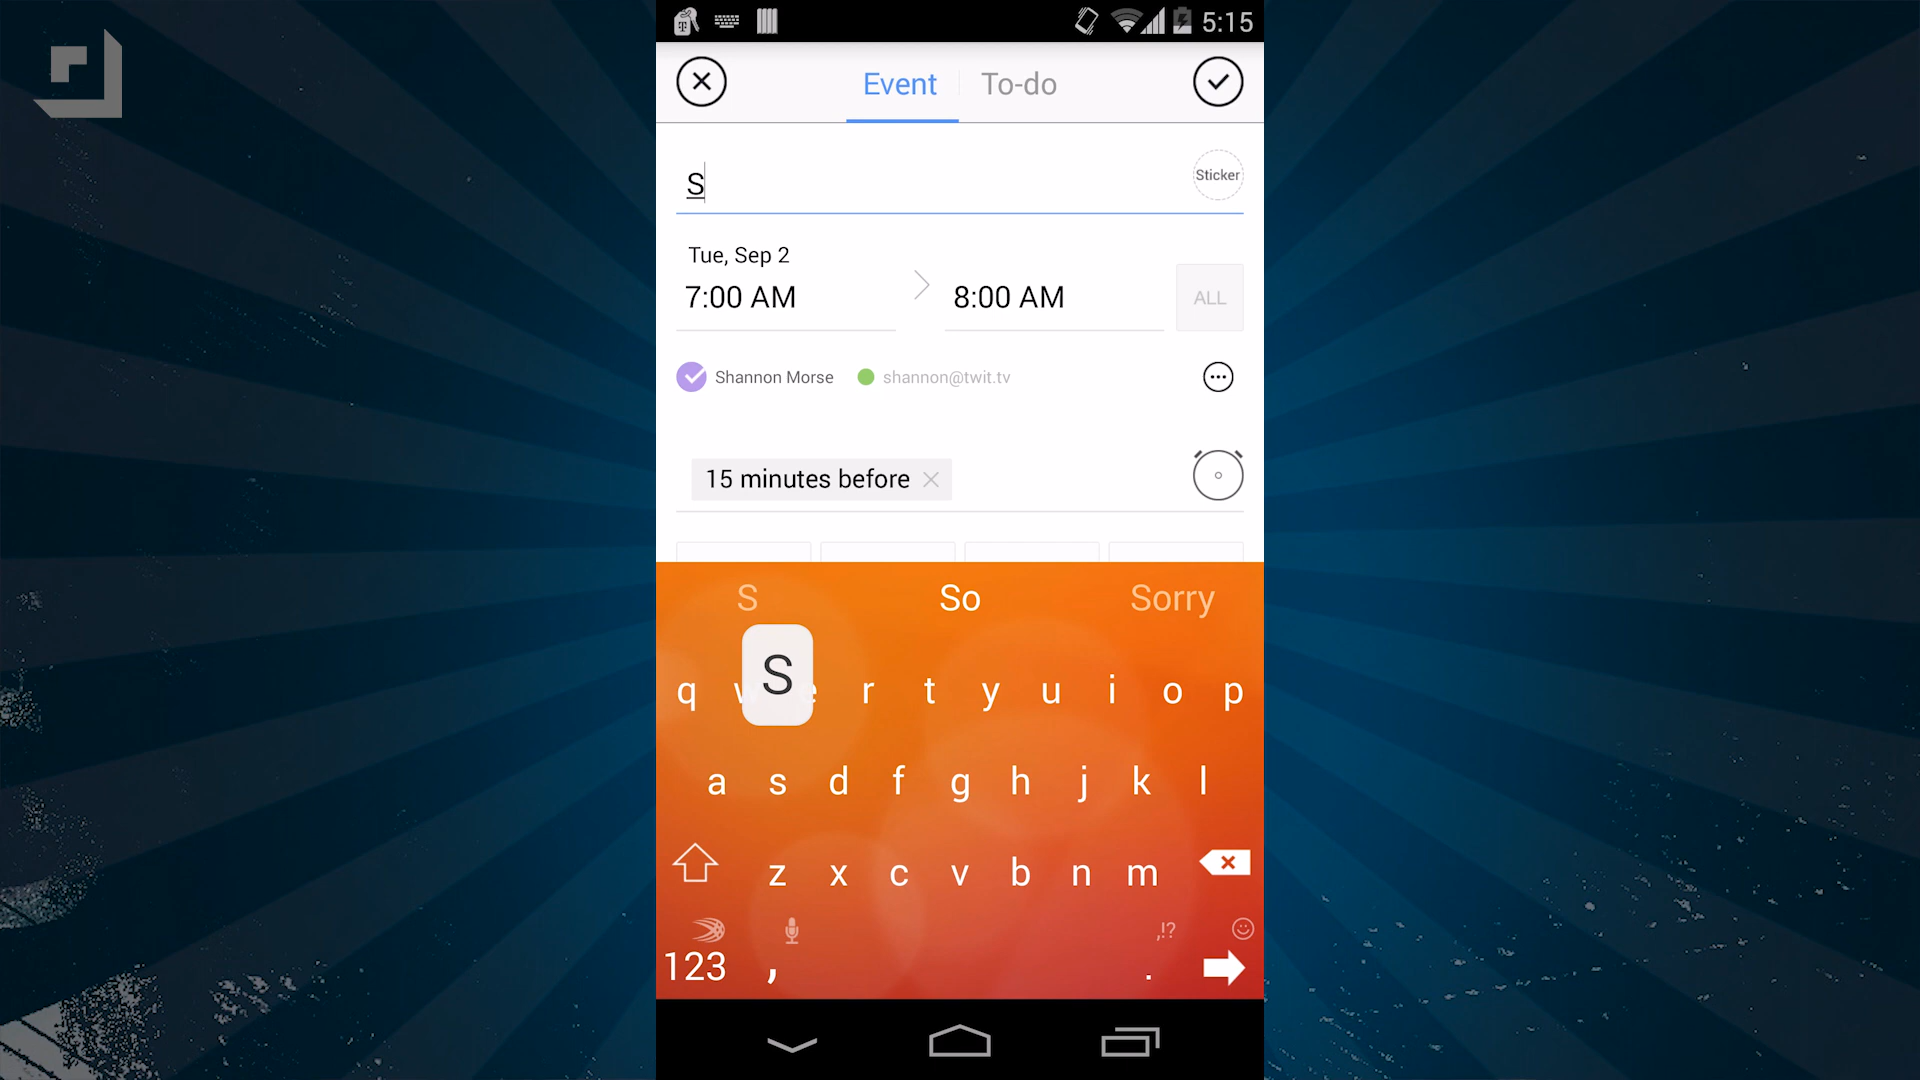 5:15
Event To-do
S
Sticker
Tue, Sep 2
7:00 AM 8:00 AM ALL
Shannon Morse shannon@twit.tv
15 minutes before
S So Sorry
S
q w e r t y u i o p
a s d f g h j k l
z x c v b n m
,!?
123 , .